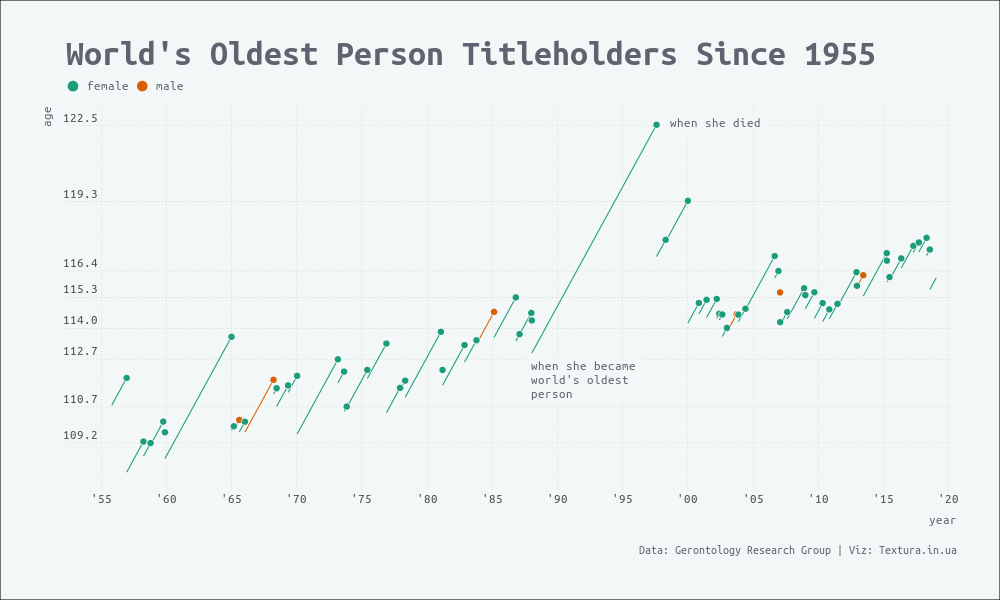 World's Oldest Person Titleholders Since 1955
female male
age
122.5
when she died
119.3
116.4
115.3
114.0
112.7
when she became
world's oldest
person
110.7
109.2
'55 '60 '65 '70 '75 '80 '85 '90 '95 '00 '05 '10 '15 '20
year
Data: Gerontology Research Group | Viz: Textura.in.ua